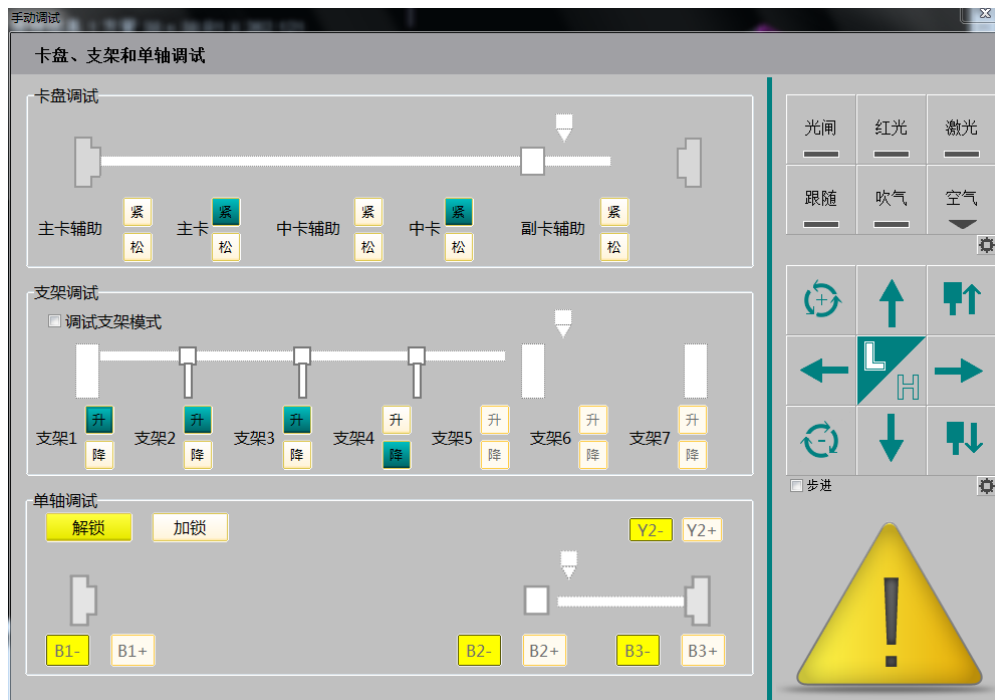 手动调试
卡盘、支架和单轴调试
卡盘调试
主卡辅助 紧 松
主卡 紧 松
中卡辅助 紧 松
中卡 紧 松
副卡辅助 紧 松
支架调试
调试支架模式
支架1 升 降
支架2 升 降
支架3 升 降
支架4 升 降
支架5 升 降
支架6 升 降
支架7 升 降
单轴调试
解锁 加锁
Y2- Y2+
B1- B1+
B2- B2+
B3- B3+
光闸 红光 激光
跟随 吹气 空气
+
L
H
-
步进
!